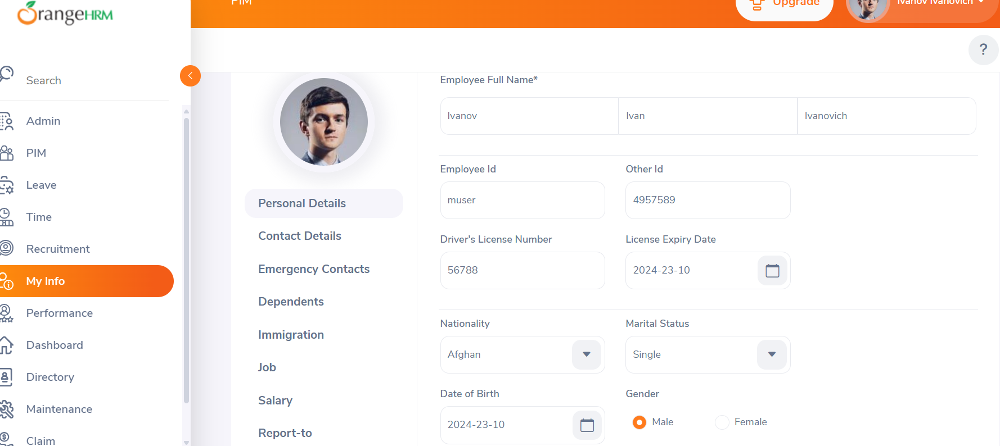 PIM
Upgrade
Ivanov Ivanovich
OrangeHRM
?
Search
Admin
PIM
Leave
Time
Recruitment
My Info
Performance
Dashboard
Directory
Maintenance
Claim
Personal Details
Contact Details
Emergency Contacts
Dependents
Immigration
Job
Salary
Report-to
Employee Full Name*
Ivanov Ivan Ivanovich
Employee Id Other Id
muser 4957589
Driver's License Number License Expiry Date
56788 2024-23-10
Nationality Marital Status
Afghan Single
Date of Birth Gender
2024-23-10 Male Female